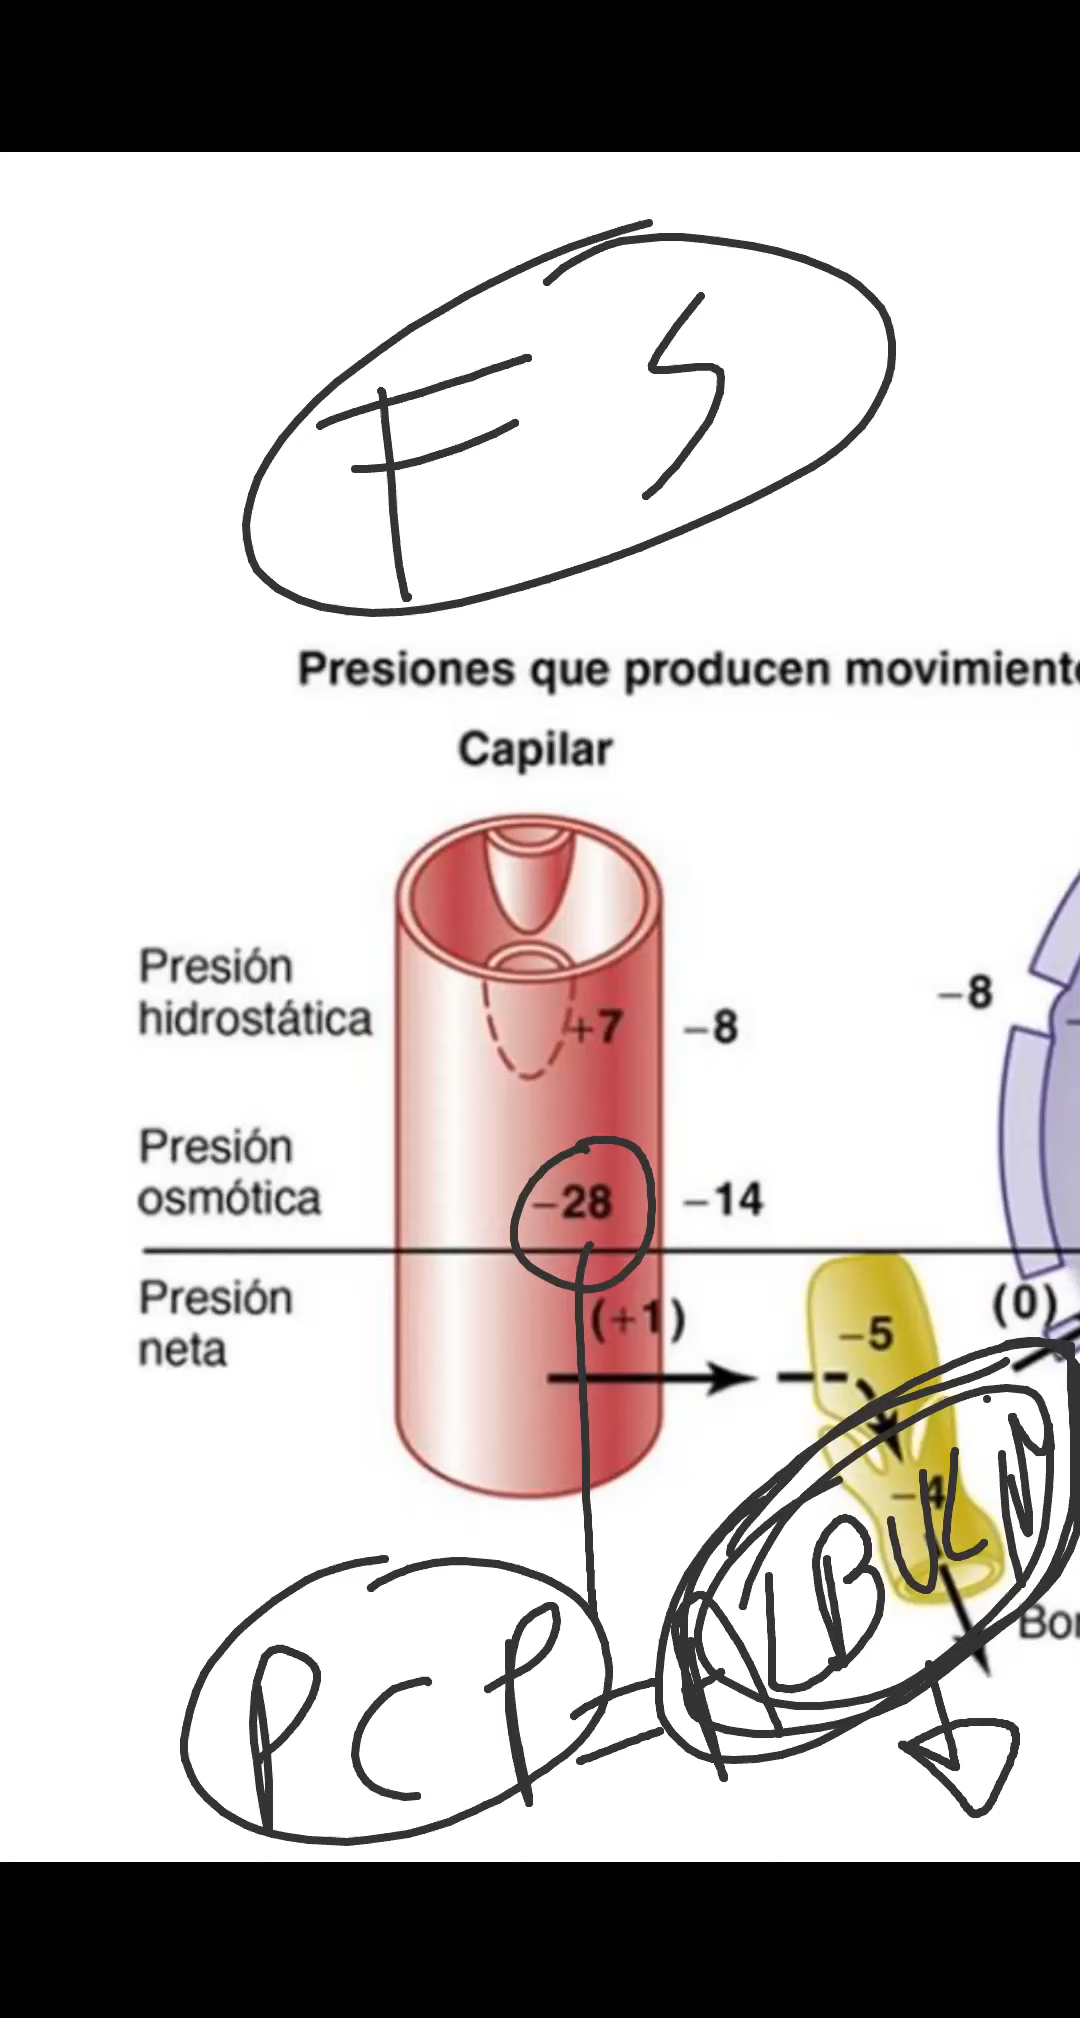 FS
Presiones que producen movimient
Capilar
Presión
hidrostática
+7
-8
-8
Presión
osmótica
-28
-14
Presión
neta
(+1)
-5
(0)
-4
PCP = ALBUM